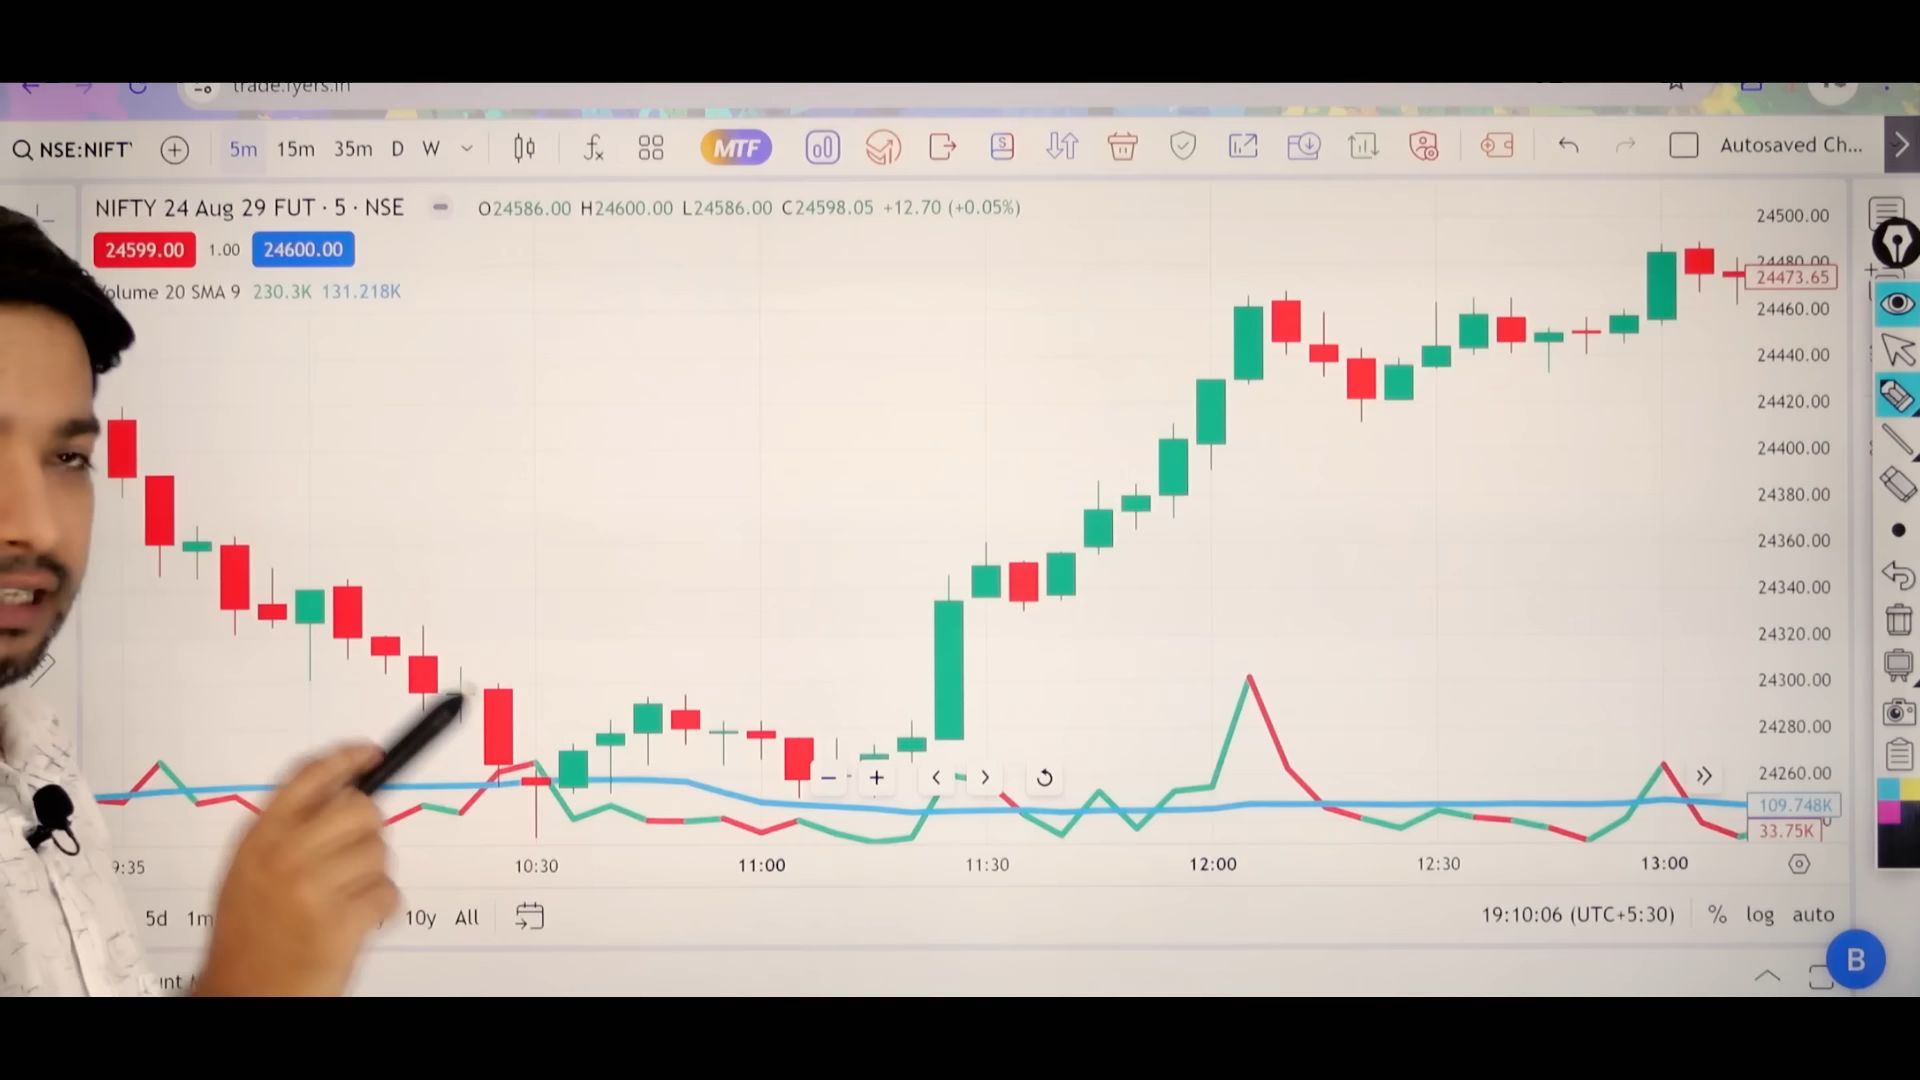 trade.fyers.in
NSE:NIFT
5m 15m 35m D W
MTF
S
Autosaved Ch...
NIFTY 24 Aug 29 FUT · 5 · NSE
O24586.00 H24600.00 L24586.00 C24598.05 +12.70 (+0.05%)
24599.00 1.00 24600.00
olume 20 SMA 9 230.3K 131.218K
24500.00
24480.00
24473.65
24460.00
24440.00
24420.00
24400.00
24380.00
24360.00
24340.00
24320.00
24300.00
24280.00
24260.00
109.748K
33.75K
9:35 10:30 11:00 11:30 12:00 12:30 13:00
5d 1m 10y All
19:10:06 (UTC+5:30) % log auto
B